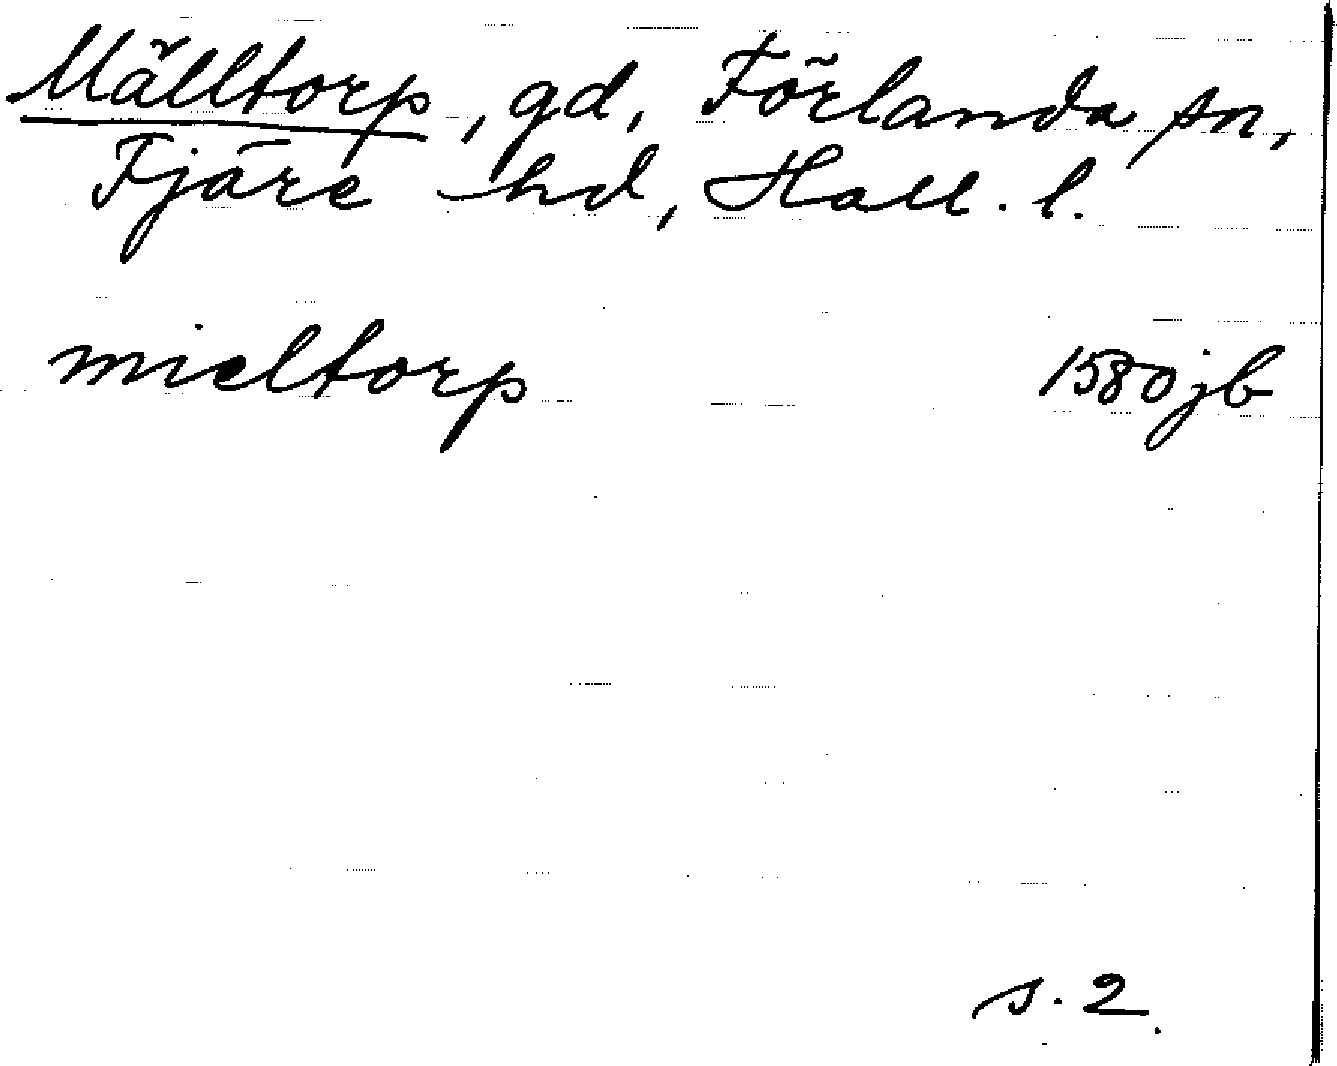 Mälltorp, gd, Förlanda sn,
Fjäre hd, Hall. l.
mieltorp 1580 jb
s. 2.